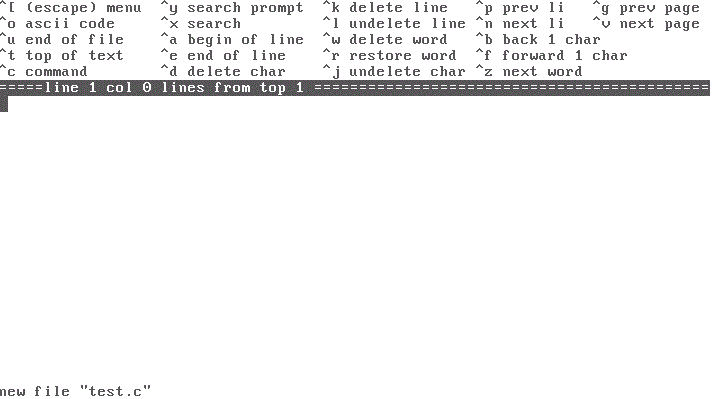 ^[ (escape) menu  ^y search prompt  ^k delete line   ^p prev li   ^g prev page
^o ascii code     ^x search         ^l undelete line ^n next li   ^v next page
^u end of file    ^a begin of line  ^w delete word   ^b back 1 char
^t top of text    ^e end of line    ^r restore word  ^f forward 1 char
^c command        ^d delete char    ^j undelete char ^z next word
=====line 1 col 0 lines from top 1 ============================================
new file "test.c"